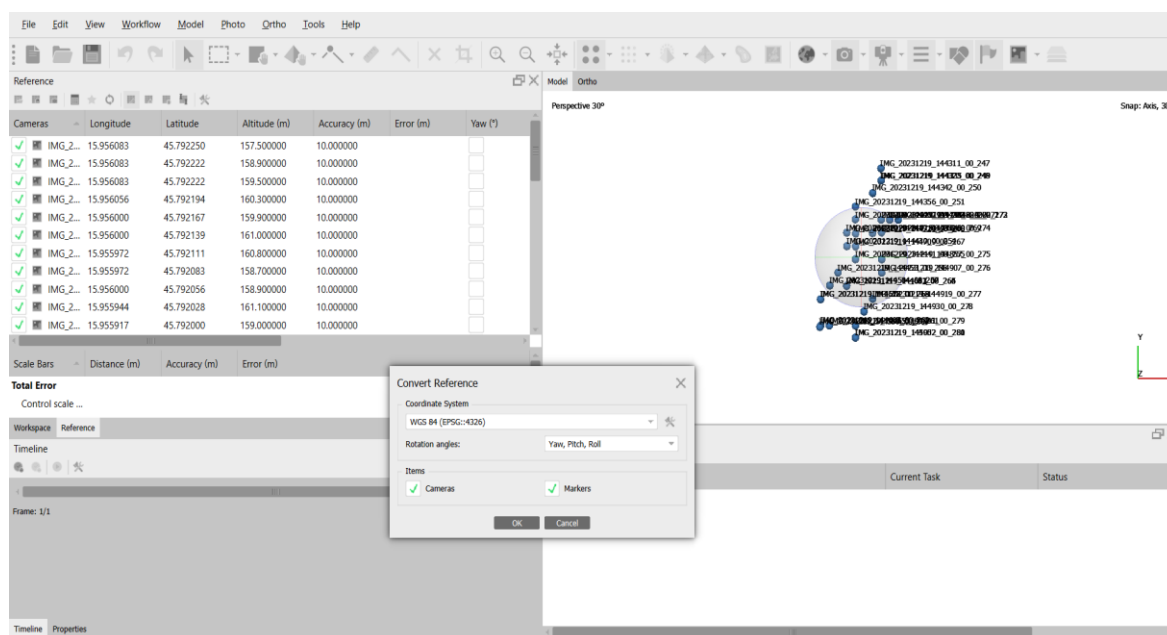 File Edit View Workflow Model Photo Ortho Tools Help
Reference
Cameras Longitude Latitude Altitude (m) Accuracy (m) Error (m) Yaw (°)
IMG_2... 15.956083 45.792250 157.500000 10.000000
IMG_2... 15.956083 45.792222 158.900000 10.000000
IMG_2... 15.956083 45.792222 159.500000 10.000000
IMG_2... 15.956056 45.792194 160.300000 10.000000
IMG_2... 15.956000 45.792167 159.900000 10.000000
IMG_2... 15.956000 45.792139 161.000000 10.000000
IMG_2... 15.955972 45.792111 160.800000 10.000000
IMG_2... 15.955972 45.792083 158.700000 10.000000
IMG_2... 15.956000 45.792056 158.900000 10.000000
IMG_2... 15.955944 45.792028 161.100000 10.000000
IMG_2... 15.955917 45.792000 159.000000 10.000000
Scale Bars Distance (m) Accuracy (m) Error (m)
Total Error
Control scale ...
Workspace Reference
Timeline
Frame: 1/1
Timeline Properties
Model Ortho
Perspective 30°
Snap: Axis, 3D
IMG_20231219_144311_00_247
IMG_20231219_144342_00_250
IMG_20231219_144356_00_251
IMG_20231219_144930_00_278
Y
Z
Convert Reference
Coordinate System
WGS 84 (EPSG::4326)
Rotation angles: Yaw, Pitch, Roll
Items
Cameras Markers
OK Cancel
Current Task Status